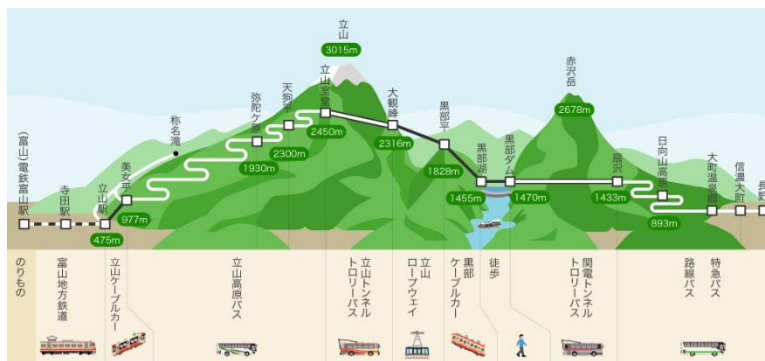 立山
3015m
赤沢岳
2678m
(富山)電鉄富山駅
寺田駅
立山駅
475m
美女平
977m
称名滝
弥陀ケ原
1930m
天狗平
2300m
立山室堂
2450m
大観峰
2316m
黒部平
1828m
黒部湖
1455m
黒部ダム
1470m
扇沢
1433m
日向山高原
893m
大町温泉郷
信濃大町
長野
のりもの
富山地方鉄道
立山ケーブルカー
立山高原バス
立山トンネル
トロリーバス
立山
ロープウェイ
黒部
ケーブルカー
徒歩
関電トンネル
トロリーバス
特急バス
路線バス